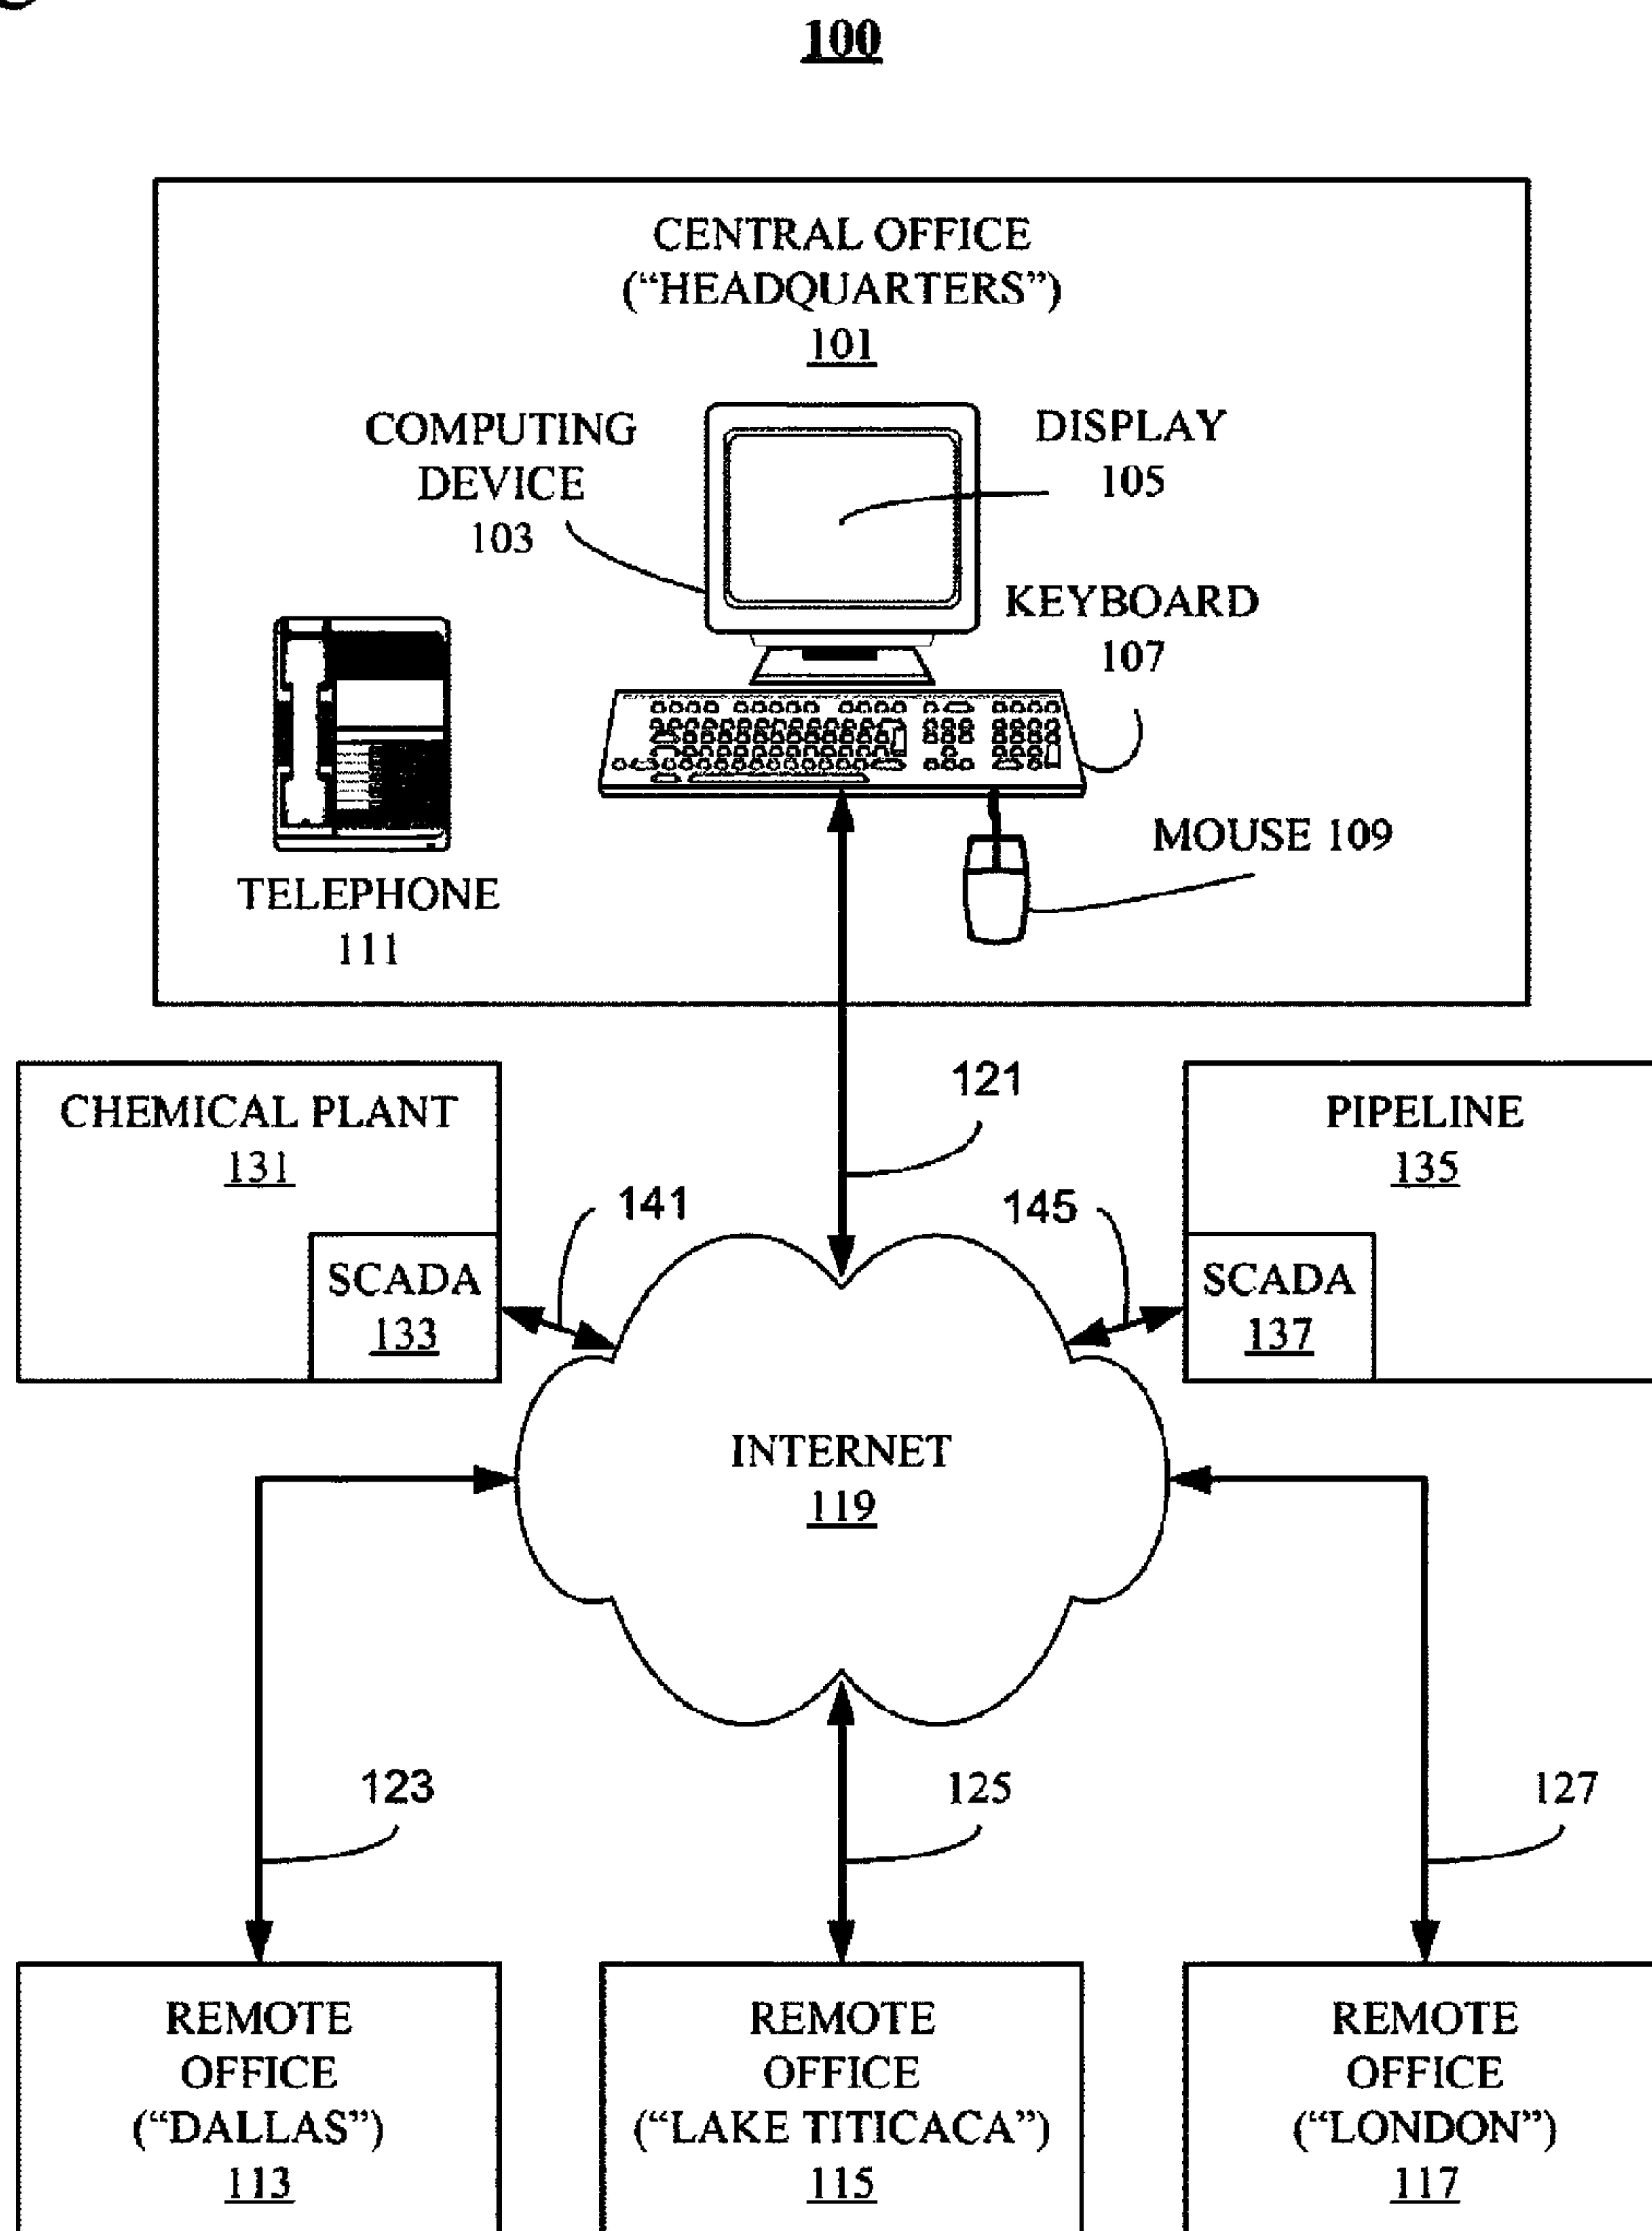 100
CENTRAL OFFICE
(“HEADQUARTERS”)
101
COMPUTING
DEVICE
103
DISPLAY
105
KEYBOARD
107
MOUSE 109
TELEPHONE
111
CHEMICAL PLANT
131
SCADA
133
121
141
145
PIPELINE
135
SCADA
137
INTERNET
119
123
125
127
REMOTE
OFFICE
(“DALLAS”)
113
REMOTE
OFFICE
(“LAKE TITICACA”)
115
REMOTE
OFFICE
(“LONDON”)
117